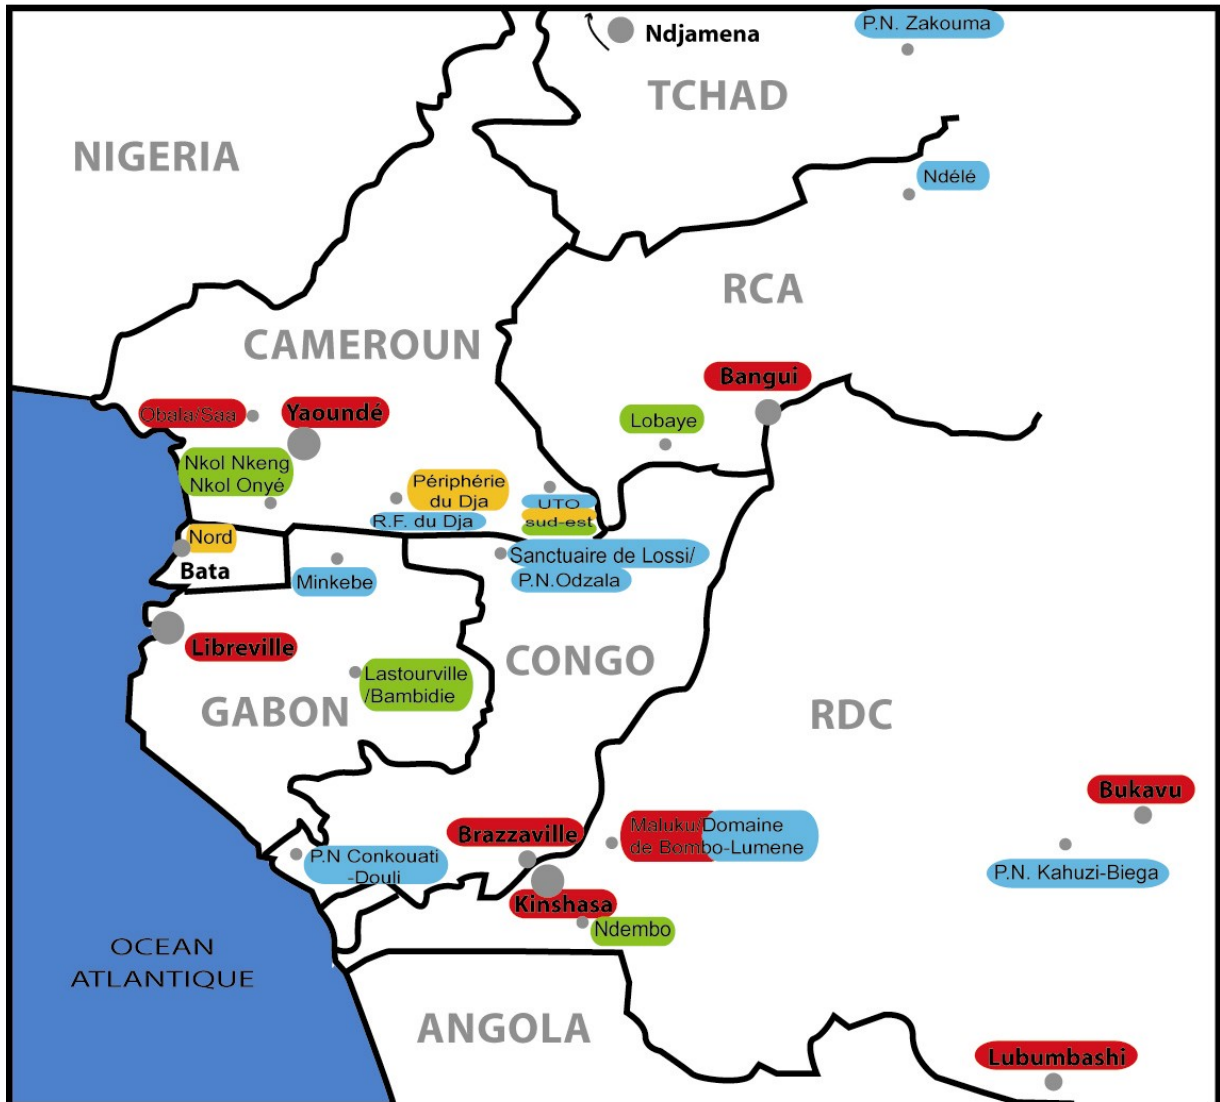 P.N. Zakouma
Ndjamena
TCHAD
NIGERIA
Ndélé
RCA
CAMEROUN
Bangui
Obala/Saa
Yaoundé
Lobaye
Nkol Nkeng
Nkol Onyé
Périphérie
du Dja
R.F. du Dja
UTO
sud-est
Nord
Bata
Minkebe
Sanctuaire de Lossi/
P.N.Odzala
Libreville
CONGO
Lastourville
/Bambidie
GABON
RDC
Bukavu
Brazzaville
Maluku/Domaine
de Bombo-Lumene
P.N Conkouati
-Douli
P.N. Kahuzi-Biega
Kinshasa
Ndembo
OCEAN
ATLANTIQUE
ANGOLA
Lubumbashi